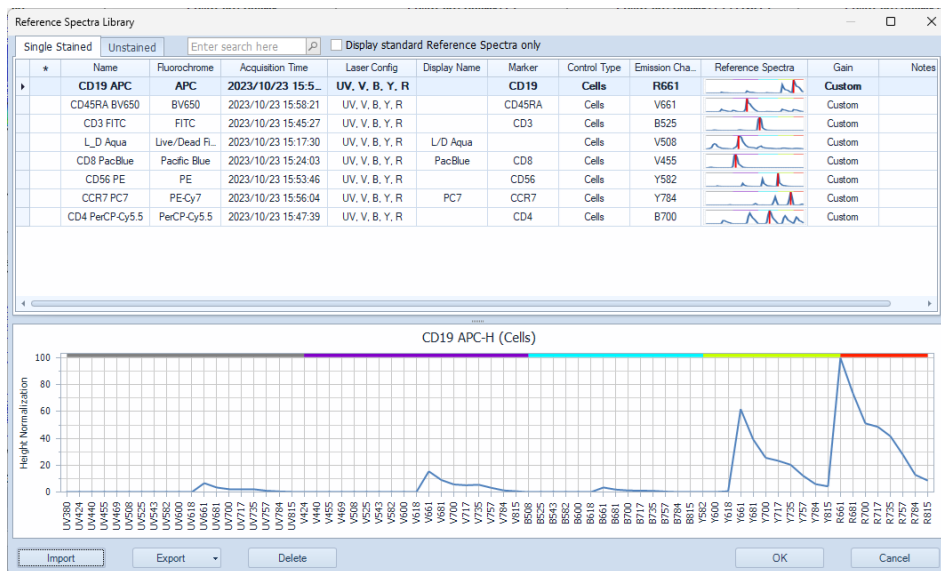 Reference Spectra Library
Single Stained Unstained Enter search here Display standard Reference Spectra only
* Name Fluorochrome Acquisition Time Laser Config Display Name Marker Control Type Emission Cha... Reference Spectra Gain Notes
CD19 APC APC 2023/10/23 15:5... UV, V, B, Y, R CD19 Cells R661 Custom
CD45RA BV650 BV650 2023/10/23 15:58:21 UV, V, B, Y, R CD45RA Cells V661 Custom
CD3 FITC FITC 2023/10/23 15:45:27 UV, V, B, Y, R CD3 Cells B525 Custom
L_D Aqua Live/Dead Fi... 2023/10/23 15:17:30 UV, V, B, Y, R L/D Aqua Cells V508 Custom
CD8 PacBlue Pacific Blue 2023/10/23 15:24:03 UV, V, B, Y, R PacBlue CD8 Cells V455 Custom
CD56 PE PE 2023/10/23 15:53:46 UV, V, B, Y, R CD56 Cells Y582 Custom
CCR7 PC7 PE-Cy7 2023/10/23 15:56:04 UV, V, B, Y, R PC7 CCR7 Cells Y784 Custom
CD4 PerCP-Cy5.5 PerCP-Cy5.5 2023/10/23 15:47:39 UV, V, B, Y, R CD4 Cells B700 Custom
CD19 APC-H (Cells)
Height Normalization
100
80
60
40
20
0
UV380 UV424 UV440 UV455 UV469 UV508 UV525 UV543 UV582 UV600 UV618 UV661 UV681 UV700 UV717 UV735 UV757 UV784 UV815 V424 V440 V455 V469 V508 V525 V543 V582 V600 V618 V661 V681 V700 V717 V735 V757 V784 V815 B508 B525 B543 B582 B600 B618 B661 B681 B700 B717 B735 B757 B784 B815 Y582 Y600 Y618 Y661 Y681 Y700 Y717 Y735 Y757 Y784 Y815 R661 R681 R700 R717 R735 R757 R784 R815
Import Export Delete OK Cancel